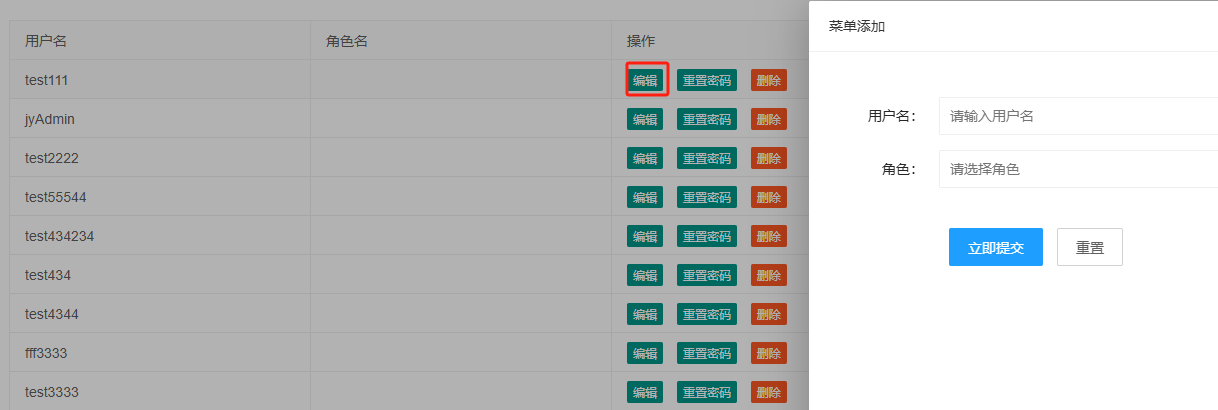 用户名 角色名 操作
test111 编辑 重置密码 删除
jyAdmin 编辑 重置密码 删除
test2222 编辑 重置密码 删除
test55544 编辑 重置密码 删除
test434234 编辑 重置密码 删除
test434 编辑 重置密码 删除
test4344 编辑 重置密码 删除
fff3333 编辑 重置密码 删除
test3333 编辑 重置密码 删除
菜单添加
用户名： 请输入用户名
角色： 请选择角色
立即提交 重置